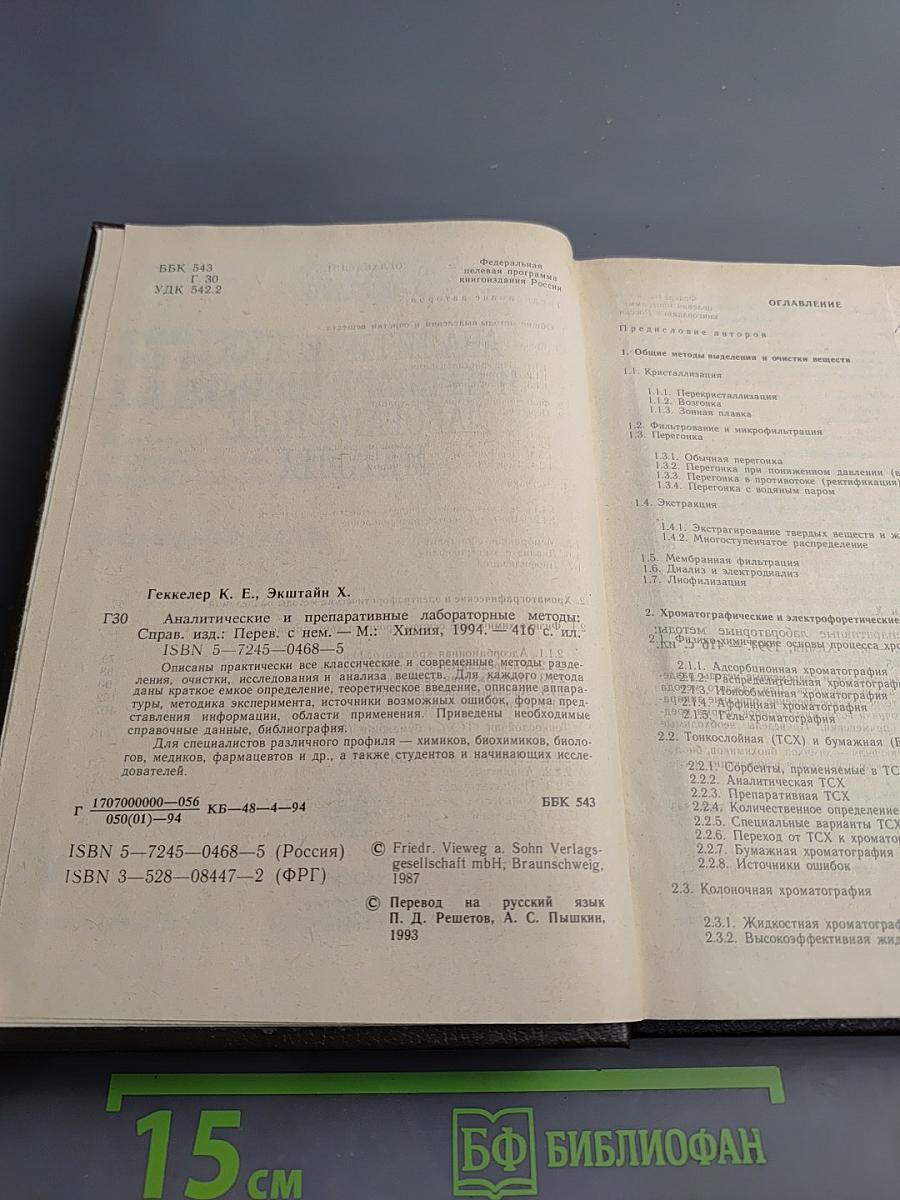 ББК 543
Г 30
УДК 542.2
Федеральная
целевая программа
книгоиздания России
Геккелер К. Е., Экштайн Х.
Г30 Аналитические и препаративные лабораторные методы:
Справ. изд.: Перев. с нем. — М.: Химия, 1994. — 416 с. ил.
ISBN 5—7245—0468—5
Описаны практически все классические и современные методы разде-
ления, очистки, исследования и анализа веществ. Для каждого метода
даны краткое емкое определение, теоретическое введение, описание аппара-
туры, методика эксперимента, источники возможных ошибок, форма пред-
ставления информации, области применения. Приведены необходимые
справочные данные, библиография.
Для специалистов различного профиля — химиков, биохимиков, биоло-
гов, медиков, фармацевтов и др., а также студентов и начинающих иссле-
дователей.
Г 1707000000—056
050(01)—94
КБ—48—4—94
ББК 543
ISBN 5—7245—0468—5 (Россия)
ISBN 3—528—08447—2 (ФРГ)
© Friedr. Vieweg a. Sohn Verlags-
gesellschaft mbH; Braunschweig,
1987
© Перевод на русский язык
П. Д. Решетов, А. С. Пышкин,
1993
ОГЛАВЛЕНИЕ
Предисловие авторов
1. Общие методы выделения и очистки веществ
1.1. Кристаллизация
1.1.1. Перекристаллизация
1.1.2. Возгонка
1.1.3. Зонная плавка
1.2. Фильтрование и микрофильтрация
1.3. Перегонка
1.3.1. Обычная перегонка
1.3.2. Перегонка при пониженном давлении (в
1.3.3. Перегонка в противотоке (ректификация)
1.3.4. Перегонка с водяным паром
1.4. Экстракция
1.4.1. Экстрагирование твердых веществ и ж
1.4.2. Многоступенчатое распределение
1.5. Мембранная фильтрация
1.6. Диализ и электродиализ
1.7. Лиофилизация
2. Хроматографические и электрофоретические
2.1. Физико-химические основы процесса хро
2.1.1. Адсорбционная хроматография
2.1.2. Распределительная хроматограф
2.1.3. Ионообменная хроматография
2.1.4. Аффинная хроматография
2.1.5. Гель-хроматография
2.2. Тонкослойная (ТСХ) и бумажная (Б
2.2.1. Сорбенты, применяемые в ТС
2.2.2. Аналитическая ТСХ
2.2.3. Препаративная ТСХ
2.2.4. Количественное определение
2.2.5. Специальные варианты ТСХ
2.2.6. Переход от ТСХ к хромато
2.2.7. Бумажная хроматография
2.2.8. Источники ошибок
2.3. Колоночная хроматография
2.3.1. Жидкостная хроматограф
2.3.2. Высокоэффективная жид
15 см
БФ БИБЛИОФАН